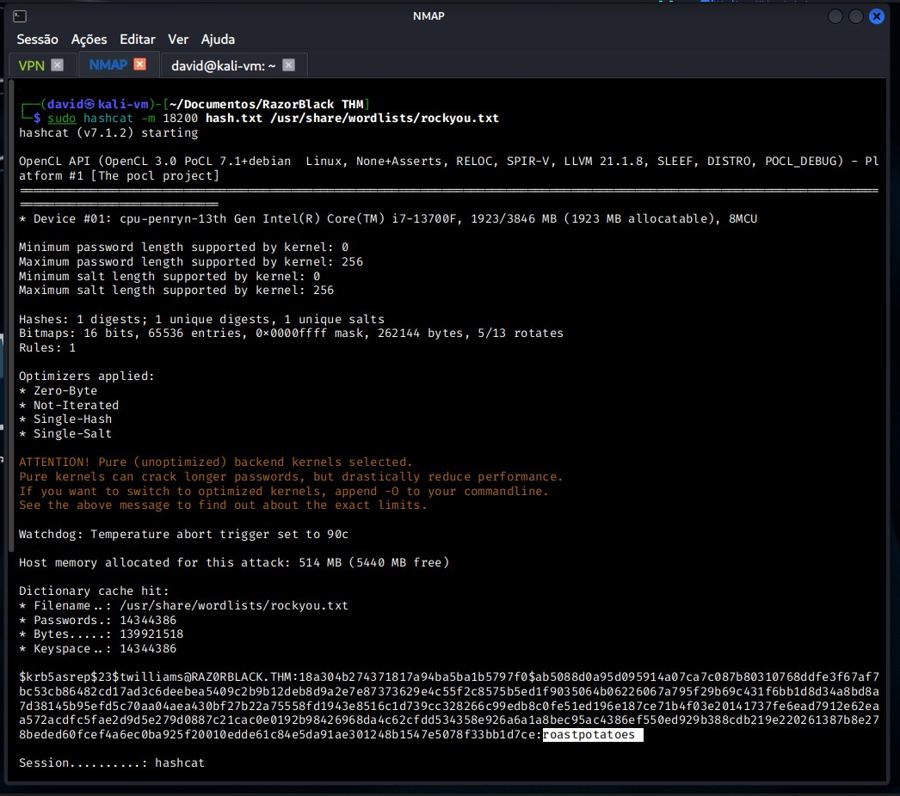 NMAP
Sessão Ações Editar Ver Ajuda
VPN NMAP david@kali-vm: ~
┌──(david㉿kali-vm)-[~/Documentos/RazorBlack THM]
└─$ sudo hashcat -m 18200 hash.txt /usr/share/wordlists/rockyou.txt
hashcat (v7.1.2) starting
OpenCL API (OpenCL 3.0 PoCL 7.1+debian  Linux, None+Asserts, RELOC, SPIR-V, LLVM 21.1.8, SLEEF, DISTRO, POCL_DEBUG) - Pl
atform #1 [The pocl project]
* Device #01: cpu-penryn-13th Gen Intel(R) Core(TM) i7-13700F, 1923/3846 MB (1923 MB allocatable), 8MCU
Minimum password length supported by kernel: 0
Maximum password length supported by kernel: 256
Minimum salt length supported by kernel: 0
Maximum salt length supported by kernel: 256
Hashes: 1 digests; 1 unique digests, 1 unique salts
Bitmaps: 16 bits, 65536 entries, 0x0000ffff mask, 262144 bytes, 5/13 rotates
Rules: 1
Optimizers applied:
* Zero-Byte
* Not-Iterated
* Single-Hash
* Single-Salt
ATTENTION! Pure (unoptimized) backend kernels selected.
Pure kernels can crack longer passwords, but drastically reduce performance.
If you want to switch to optimized kernels, append -O to your commandline.
See the above message to find out about the exact limits.
Watchdog: Temperature abort trigger set to 90c
Host memory allocated for this attack: 514 MB (5440 MB free)
Dictionary cache hit:
* Filename..: /usr/share/wordlists/rockyou.txt
* Passwords.: 14344386
* Bytes.....: 139921518
* Keyspace..: 14344386
$krb5asrep$23$twilliams@RAZ0RBLACK.THM:18a304b274371817a94ba5ba1b5797f0$ab5088d0a95d095914a07ca7c087b80310768ddfe3f67af7
bc53cb86482cd17ad3c6deebea5409c2b9b12deb8d9a2e7e87373629e4c55f2c8575b5ed1f9035064b06226067a795f29b69c431f6bb1d8d34a8bd8a
7d38145b95efd5c70aa04aea430bf27b22a75558fd1943e8516c1d739cc328266c99edb8c0fe51ed196e187ce71b4f03e20141737fe6ead7912e62ea
a572acdfc5fae2d9d5e279d0887c21cac0e0192b98426968da4c62cfdd534358e926a6a1a8bec95ac4386ef550ed929b388cdb219e220261387b8e27
8beded60fcef4a6ec0ba925f20010edde61c84e5da91ae301248b1547e5078f33bb1d7ce:roastpotatoes
Session..........: hashcat